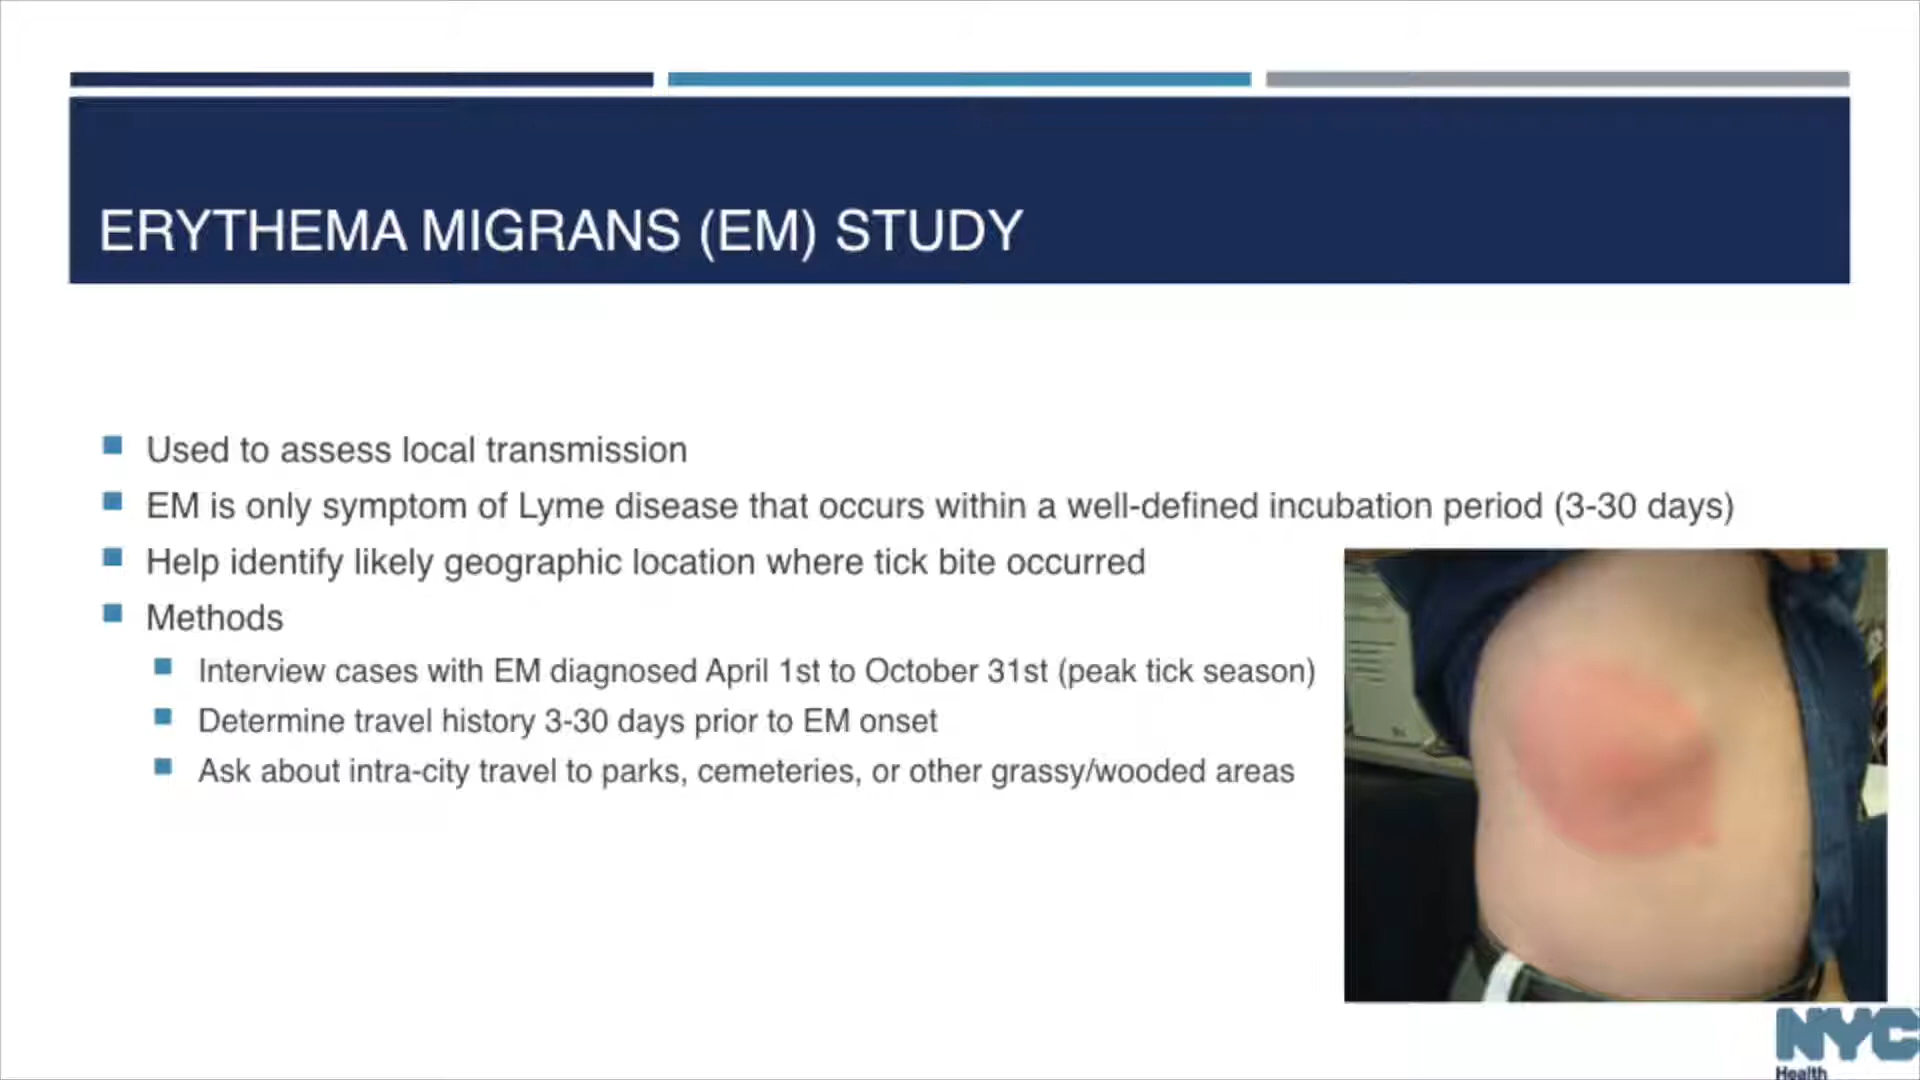 ERYTHEMA MIGRANS (EM) STUDY
Used to assess local transmission
EM is only symptom of Lyme disease that occurs within a well-defined incubation period (3-30 days)
Help identify likely geographic location where tick bite occurred
Methods
Interview cases with EM diagnosed April 1st to October 31st (peak tick season)
Determine travel history 3-30 days prior to EM onset
Ask about intra-city travel to parks, cemeteries, or other grassy/wooded areas
NYC
Health